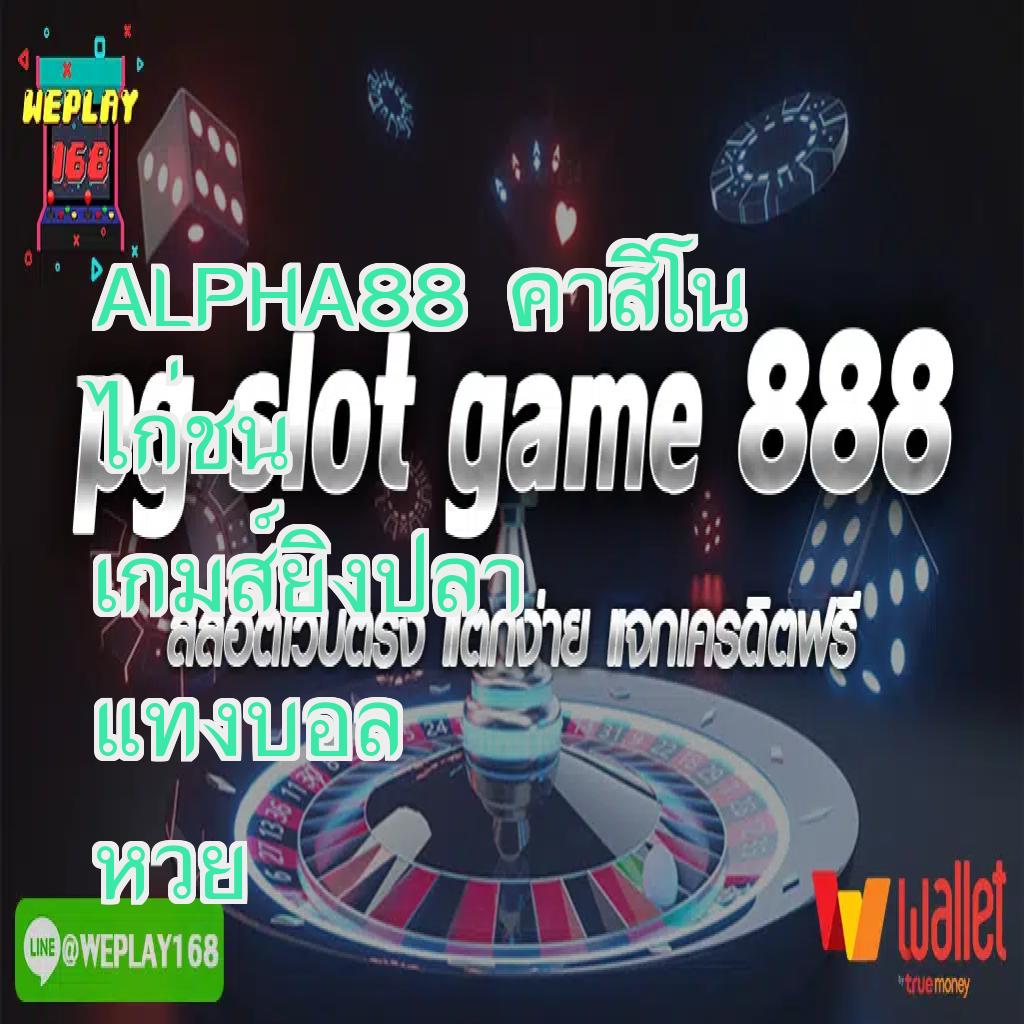 WEPLAY
168
ALPHA88 คาสิโน
pg slot game 888
ไก่ชน
เกมส์ยิงปลา
สล็อตเว็บตรง แตกง่าย แจกเครดิตฟรี
แทงบอล
หวย
LINE @WEPLAY168
wallet
by truemoney